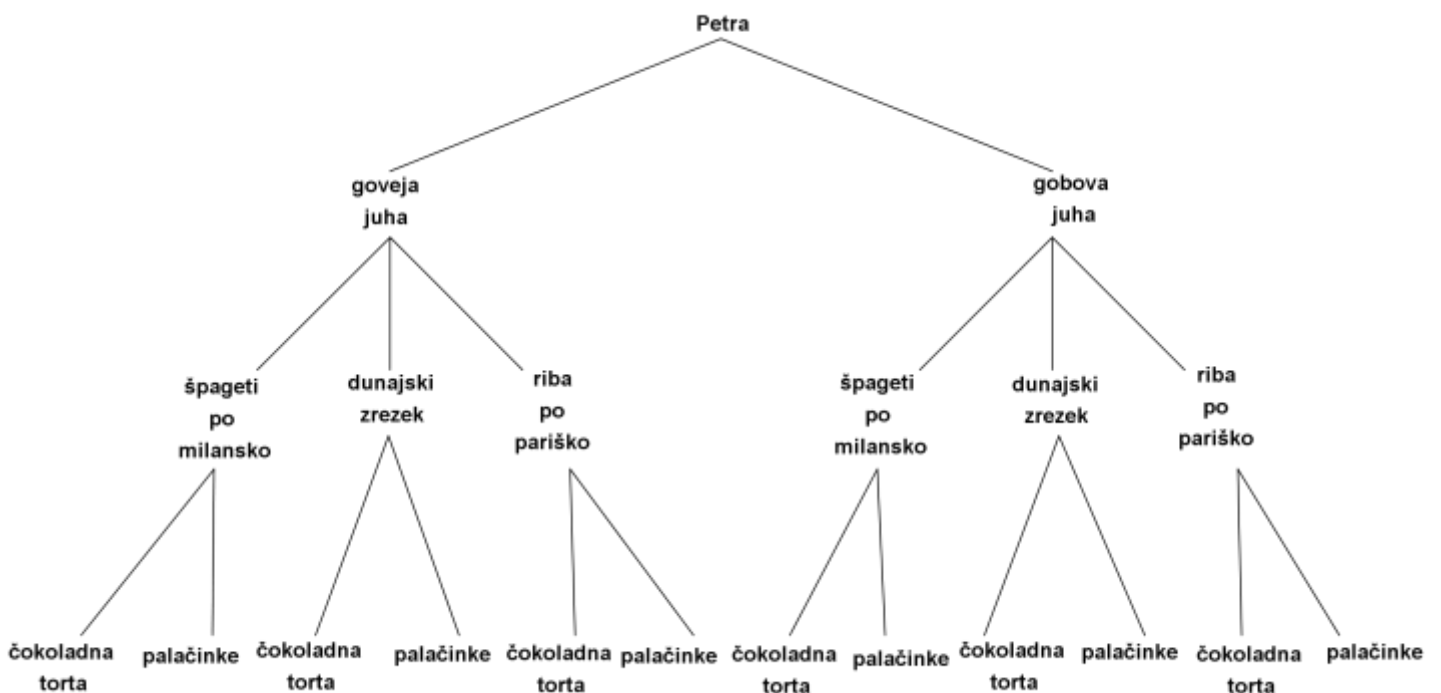 Petra
goveja
juha
gobova
juha
špageti
po
milansko
dunajski
zrezek
riba
po
pariško
špageti
po
milansko
dunajski
zrezek
riba
po
pariško
čokoladna
torta
palačinke
čokoladna
torta
palačinke
čokoladna
torta
palačinke
čokoladna
torta
palačinke
čokoladna
torta
palačinke
čokoladna
torta
palačinke